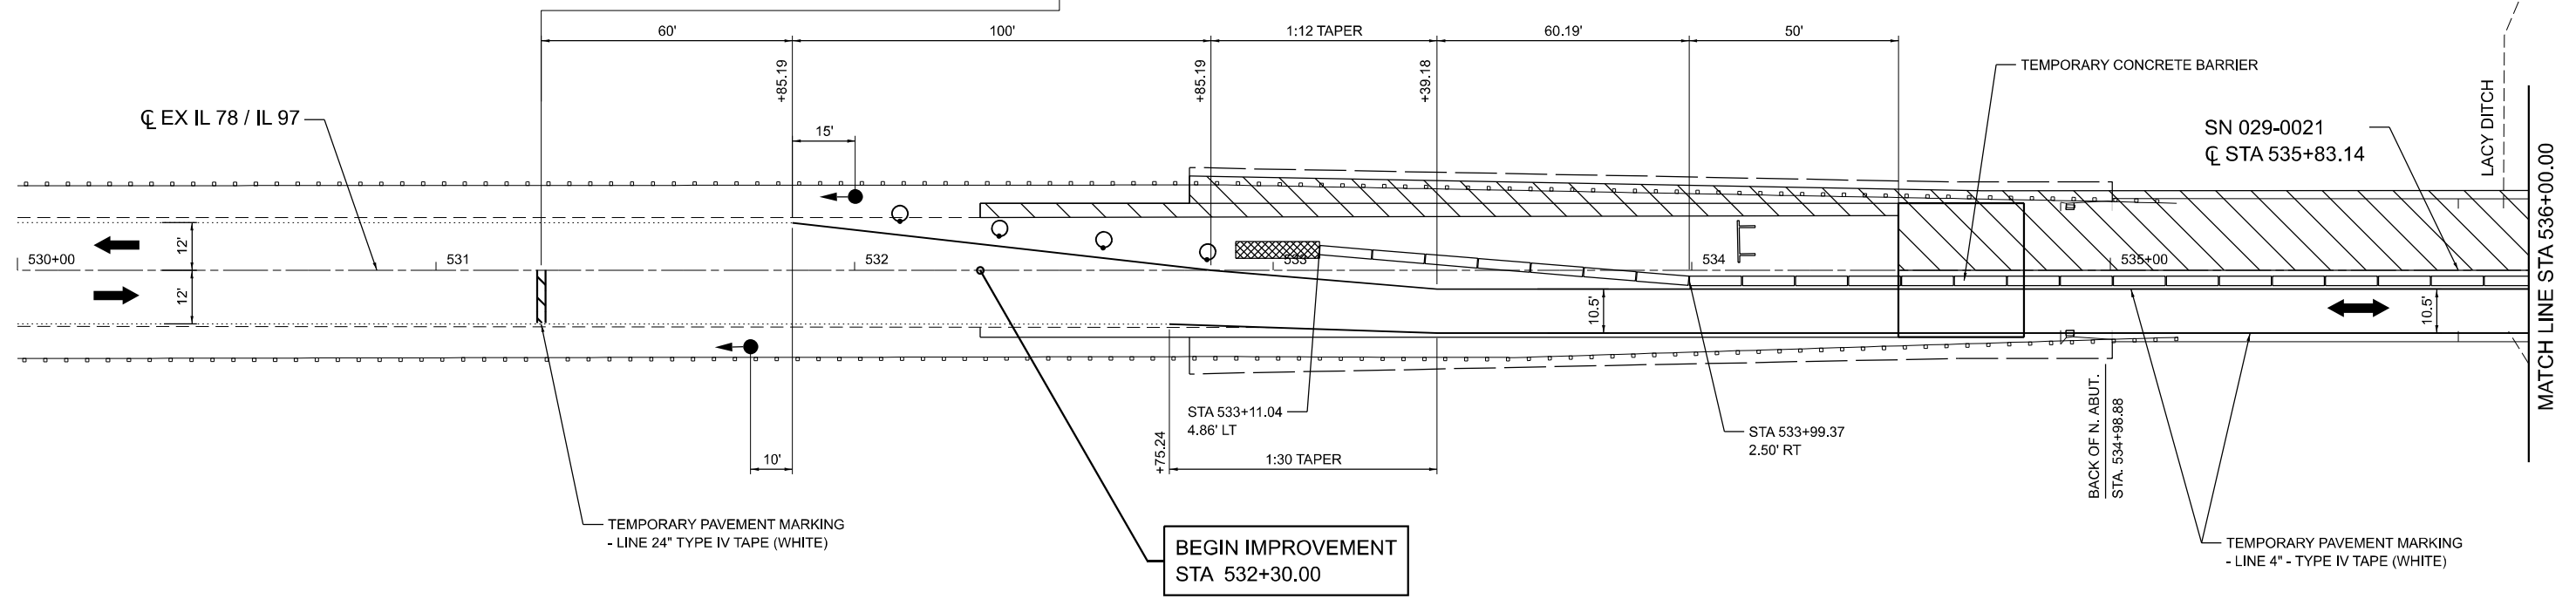 60'
100'
1:12 TAPER
60.19'
50'
+85.19
+85.19
+39.18
TEMPORARY CONCRETE BARRIER
LACY DITCH
℄ EX IL 78 / IL 97
15'
SN 029-0021
℄ STA 535+83.14
MATCH LINE STA 536+00.00
12'
530+00
531
532
533
534
535+00
12'
10.5'
10.5'
STA 533+11.04
4.86' LT
STA 533+99.37
2.50' RT
+75.24
10'
1:30 TAPER
BACK OF N. ABUT.
STA. 534+98.88
TEMPORARY PAVEMENT MARKING
- LINE 24" TYPE IV TAPE (WHITE)
BEGIN IMPROVEMENT
STA 532+30.00
TEMPORARY PAVEMENT MARKING
- LINE 4" - TYPE IV TAPE (WHITE)